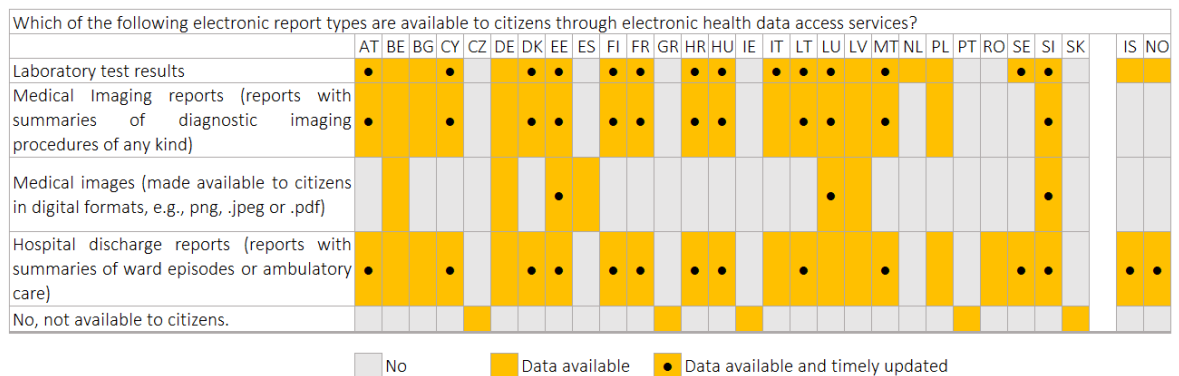 Which of the following electronic report types are available to citizens through electronic health data access services?
AT BE BG CY CZ DE DK EE ES FI FR GR HR HU IE IT LT LU LV MT NL PL PT RO SE SI SK IS NO
Laboratory test results
Medical Imaging reports (reports with
summaries of diagnostic imaging
procedures of any kind)
Medical images (made available to citizens
in digital formats, e.g., png, .jpeg or .pdf)
Hospital discharge reports (reports with
summaries of ward episodes or ambulatory
care)
No, not available to citizens.
No Data available Data available and timely updated